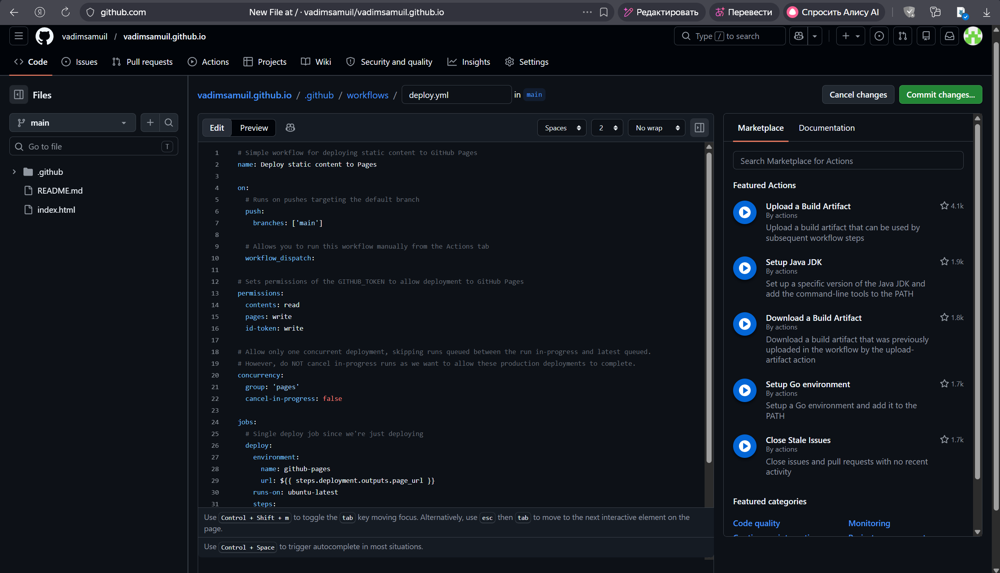 github.com
New File at / · vadimsamuil/vadimsamuil.github.io
Редактировать
Перевести
Спросить Алису AI
vadimsamuil / vadimsamuil.github.io
Type / to search
Code
Issues
Pull requests
Actions
Projects
Wiki
Security and quality
Insights
Settings
Files
main
Go to file
T
.github
README.md
index.html
vadimsamuil.github.io / .github / workflows / deploy.yml in main
Cancel changes
Commit changes...
Edit
Preview
Spaces
2
No wrap
1 # Simple workflow for deploying static content to GitHub Pages
2 name: Deploy static content to Pages
3
4 on:
5 # Runs on pushes targeting the default branch
6 push:
7 branches: ['main']
8
9 # Allows you to run this workflow manually from the Actions tab
10 workflow_dispatch:
11
12 # Sets permissions of the GITHUB_TOKEN to allow deployment to GitHub Pages
13 permissions:
14 contents: read
15 pages: write
16 id-token: write
17
18 # Allow only one concurrent deployment, skipping runs queued between the run in-progress and latest queued.
19 # However, do NOT cancel in-progress runs as we want to allow these production deployments to complete.
20 concurrency:
21 group: 'pages'
22 cancel-in-progress: false
23
24 jobs:
25 # Single deploy job since we're just deploying
26 deploy:
27 environment:
28 name: github-pages
29 url: ${{ steps.deployment.outputs.page_url }}
30 runs-on: ubuntu-latest
31 steps:
Use Control + Shift + m to toggle the tab key moving focus. Alternatively, use esc then tab to move to the next interactive element on the
page.
Use Control + Space to trigger autocomplete in most situations.
Marketplace
Documentation
Search Marketplace for Actions
Featured Actions
Upload a Build Artifact
4.1k
By actions
Upload a build artifact that can be used by
subsequent workflow steps
Setup Java JDK
1.9k
By actions
Set up a specific version of the Java JDK and
add the command-line tools to the PATH
Download a Build Artifact
1.8k
By actions
Download a build artifact that was previously
uploaded in the workflow by the upload-
artifact action
Setup Go environment
1.7k
By actions
Setup a Go environment and add it to the
PATH
Close Stale Issues
1.7k
By actions
Close issues and pull requests with no recent
activity
Featured categories
Code quality
Monitoring